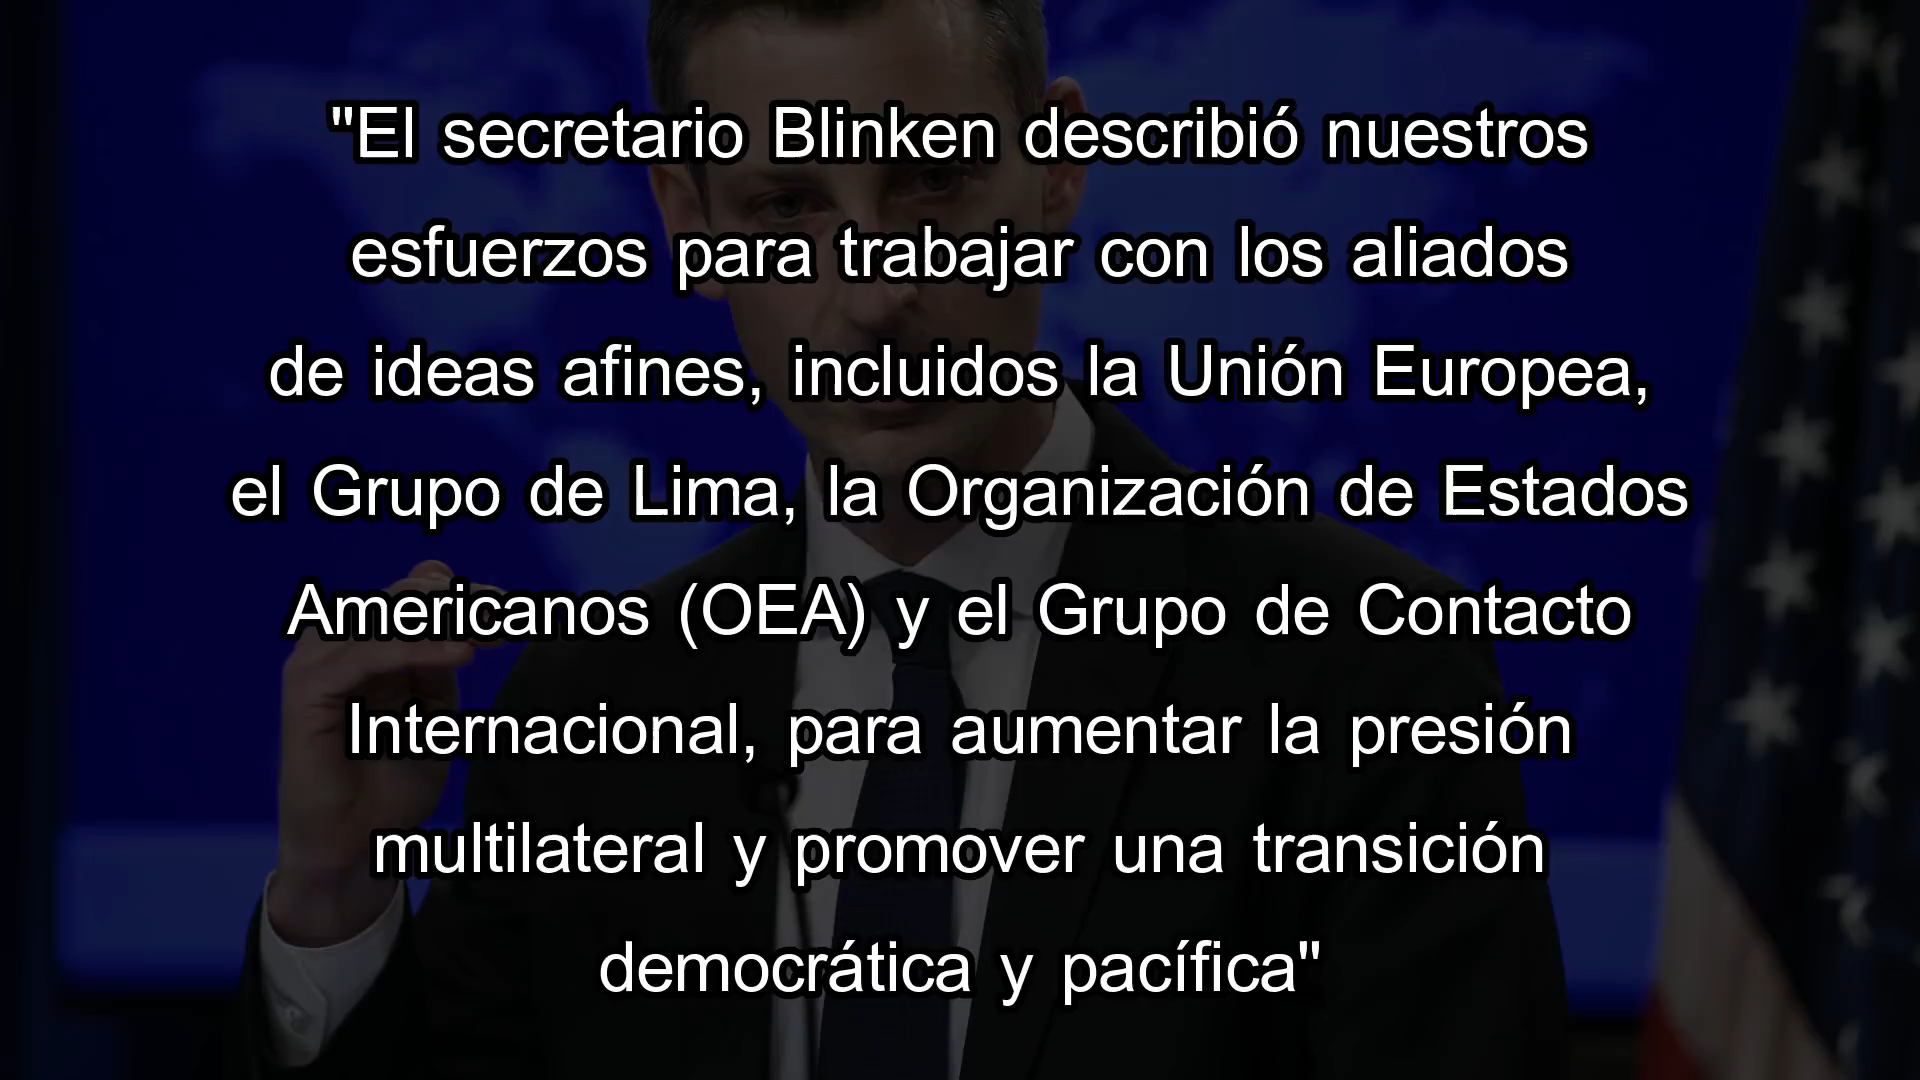 "El secretario Blinken describió nuestros
esfuerzos para trabajar con los aliados
de ideas afines, incluidos la Unión Europea,
el Grupo de Lima, la Organización de Estados
Americanos (OEA) y el Grupo de Contacto
Internacional, para aumentar la presión
multilateral y promover una transición
democrática y pacífica"